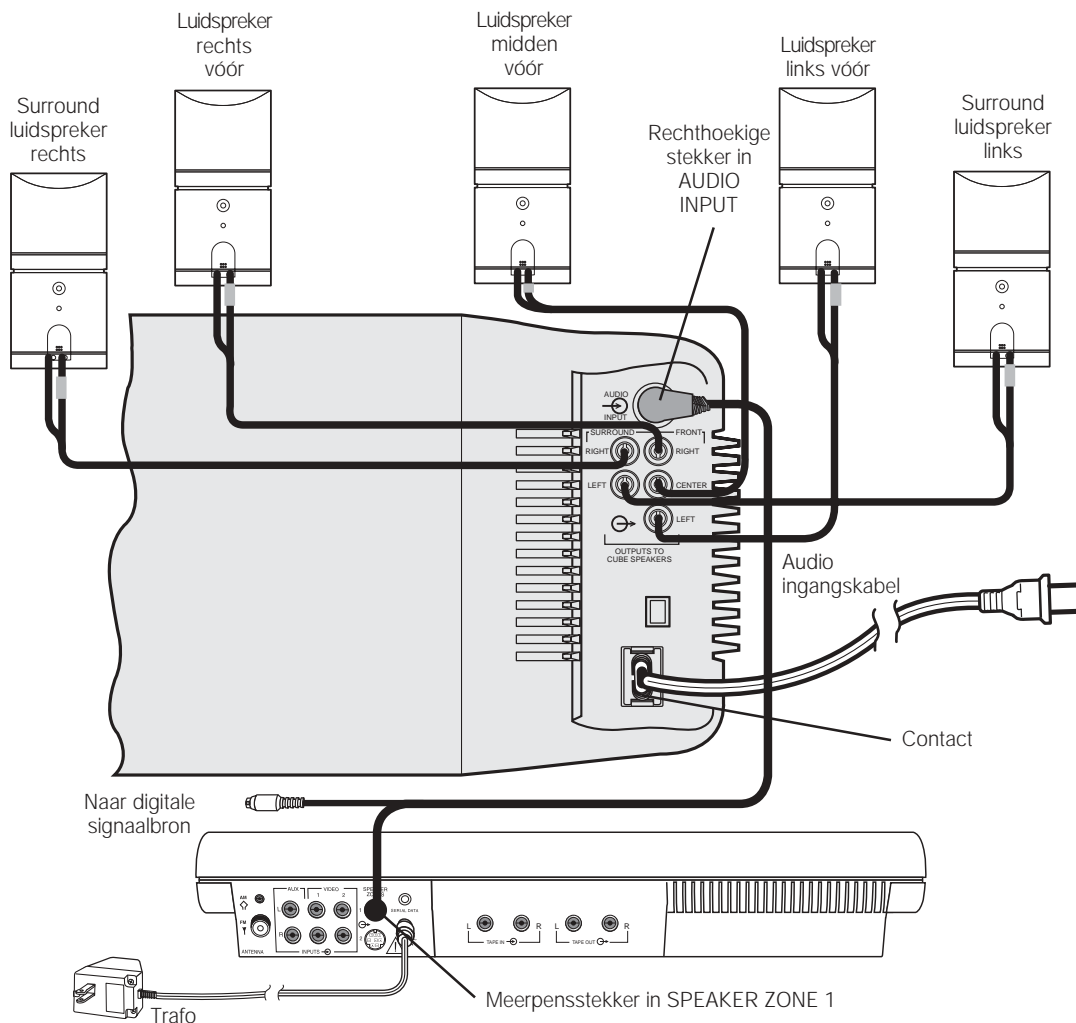 Luidspreker
rechts
vóór
Luidspreker
midden
vóór
Luidspreker
links vóór
Surround
luidspreker
rechts
Surround
luidspreker
links
Rechthoekige
stekker in
AUDIO
INPUT
AUDIO
INPUT
SURROUND
FRONT
RIGHT
RIGHT
LEFT
CENTER
LEFT
OUTPUTS TO
CUBE SPEAKERS
Audio
ingangskabel
Contact
Naar digitale
signaalbron
AM
FM
ANTENNA
AUX
VIDEO
1 2
L
R
INPUTS
1
2
SERIAL DATA
L R
TAPE IN
L R
TAPE OUT
Meerpensstekker in SPEAKER ZONE 1
Trafo